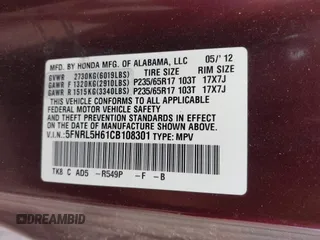 MFD. BY HONDA MFG OF ALABAMA, LLC 05/' 12
GVWR 2730KG(6019LBS) TIRE SIZE RIM SIZE
GAWR F 1320KG(2910LBS) P235/65R17 103T 17X7J
GAWR R 1515KG(3340LBS) P235/65R17 103T 17X7J
THIS VEHICLE CONFORMS TO ALL APPLICABLE
FEDERAL MOTOR VEHICLE SAFETY AND THEFT PREVENTION
STANDARDS IN EFFECT ON THE DATE OF MANUFACTURE SHOWN ABOVE.
V.I.N.: 5FNRL5H61CB108301 TYPE: MPV
TK8 C AD5 -R549P -F -B
DREAMBID